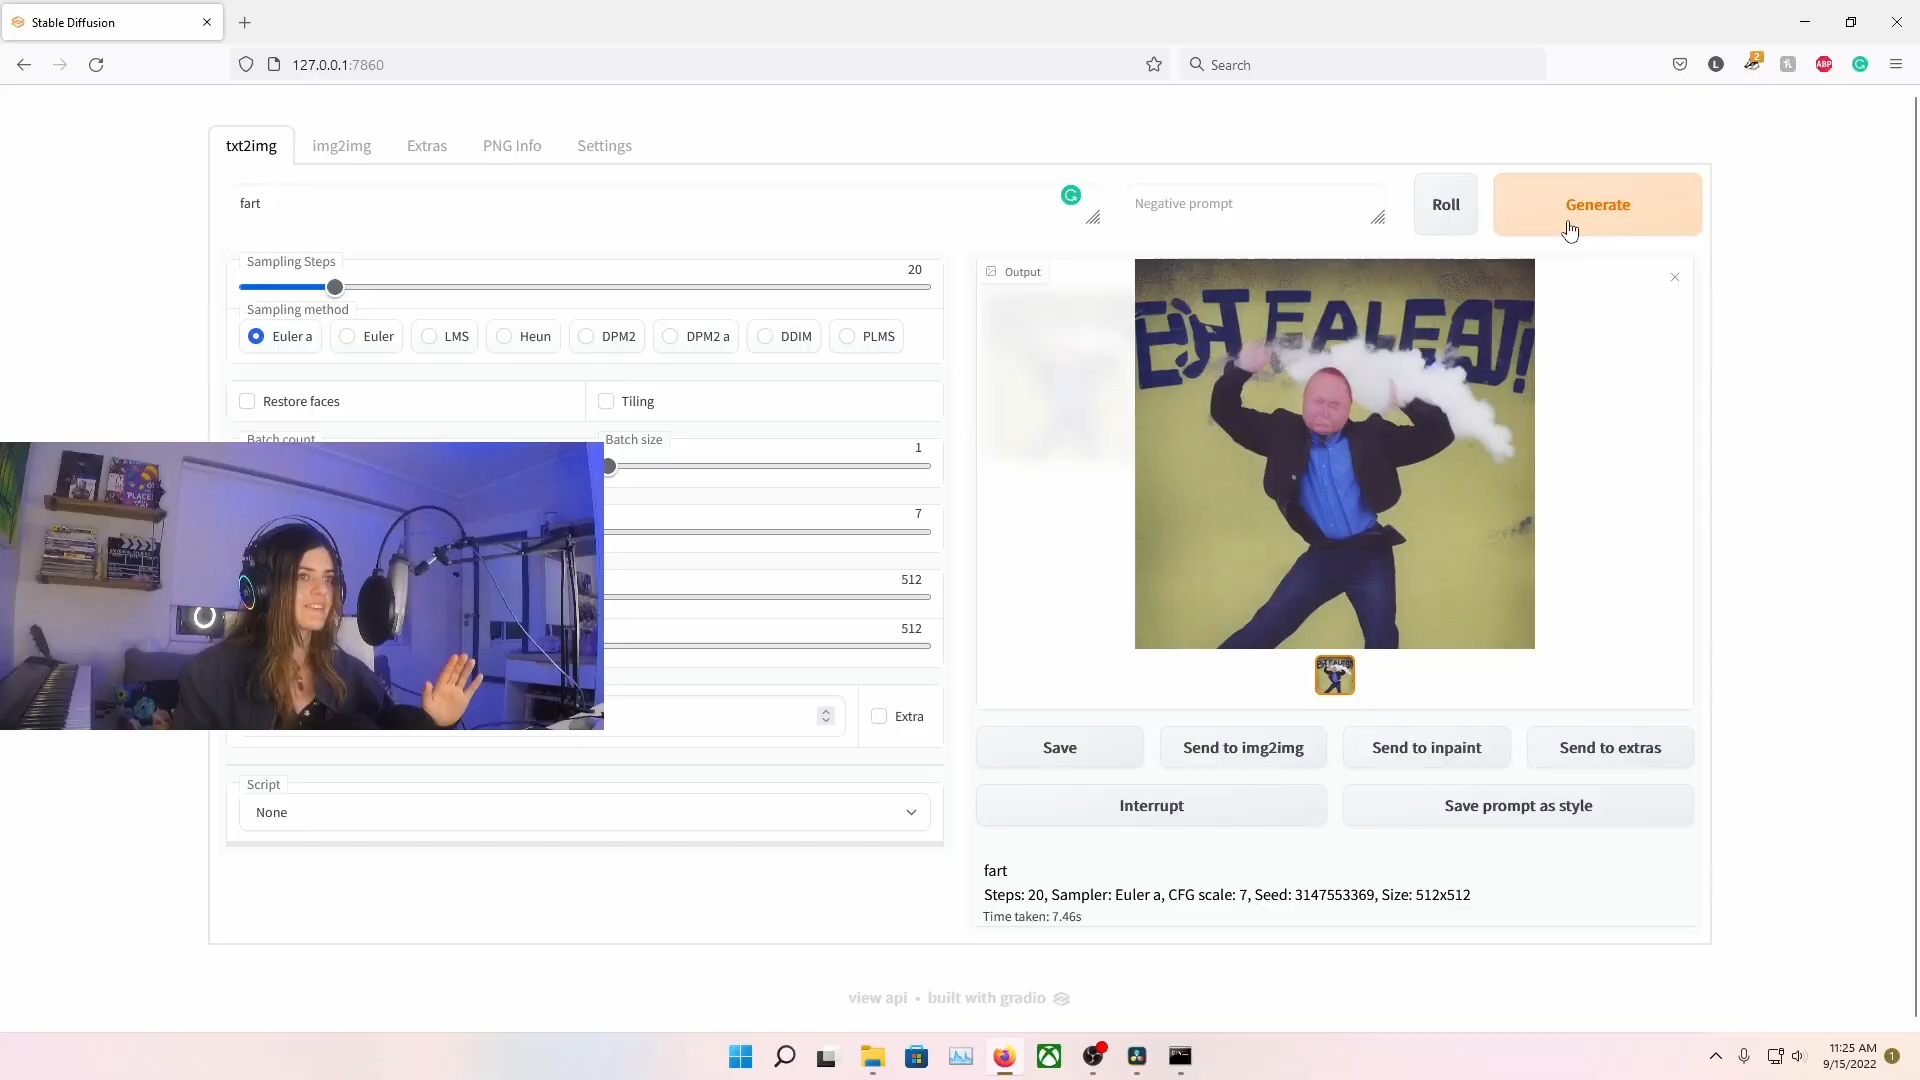 Stable Diffusion
127.0.0.1:7860
Search
2
L
ABP
txt2img
img2img
Extras
PNG Info
Settings
fart
Negative prompt
Roll
Generate
Sampling Steps
20
Sampling method
Euler a
Euler
LMS
Heun
DPM2
DPM2 a
DDIM
PLMS
Restore faces
Tiling
Batch count
Batch size
1
7
512
512
Extra
Script
None
Output
Save
Send to img2img
Send to inpaint
Send to extras
Interrupt
Save prompt as style
fart
Steps: 20, Sampler: Euler a, CFG scale: 7, Seed: 3147553369, Size: 512x512
Time taken: 7.46s
view api • built with gradio
11:25 AM
9/15/2022
1